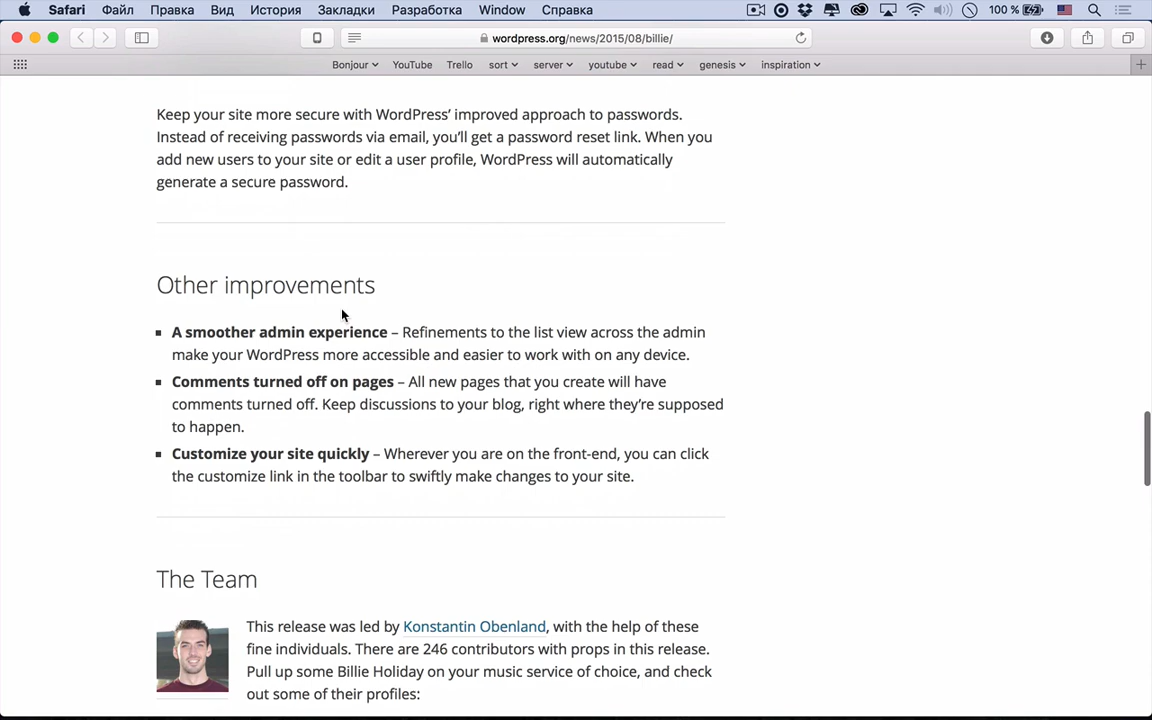 Safari Файл Правка Вид История Закладки Разработка Window Справка 100 %
wordpress.org/news/2015/08/billie/
Bonjour YouTube Trello sort server youtube read genesis inspiration
Keep your site more secure with WordPress’ improved approach to passwords.
Instead of receiving passwords via email, you’ll get a password reset link. When you
add new users to your site or edit a user profile, WordPress will automatically
generate a secure password.
Other improvements
A smoother admin experience – Refinements to the list view across the admin
make your WordPress more accessible and easier to work with on any device.
Comments turned off on pages – All new pages that you create will have
comments turned off. Keep discussions to your blog, right where they’re supposed
to happen.
Customize your site quickly – Wherever you are on the front-end, you can click
the customize link in the toolbar to swiftly make changes to your site.
The Team
This release was led by Konstantin Obenland, with the help of these
fine individuals. There are 246 contributors with props in this release.
Pull up some Billie Holiday on your music service of choice, and check
out some of their profiles: